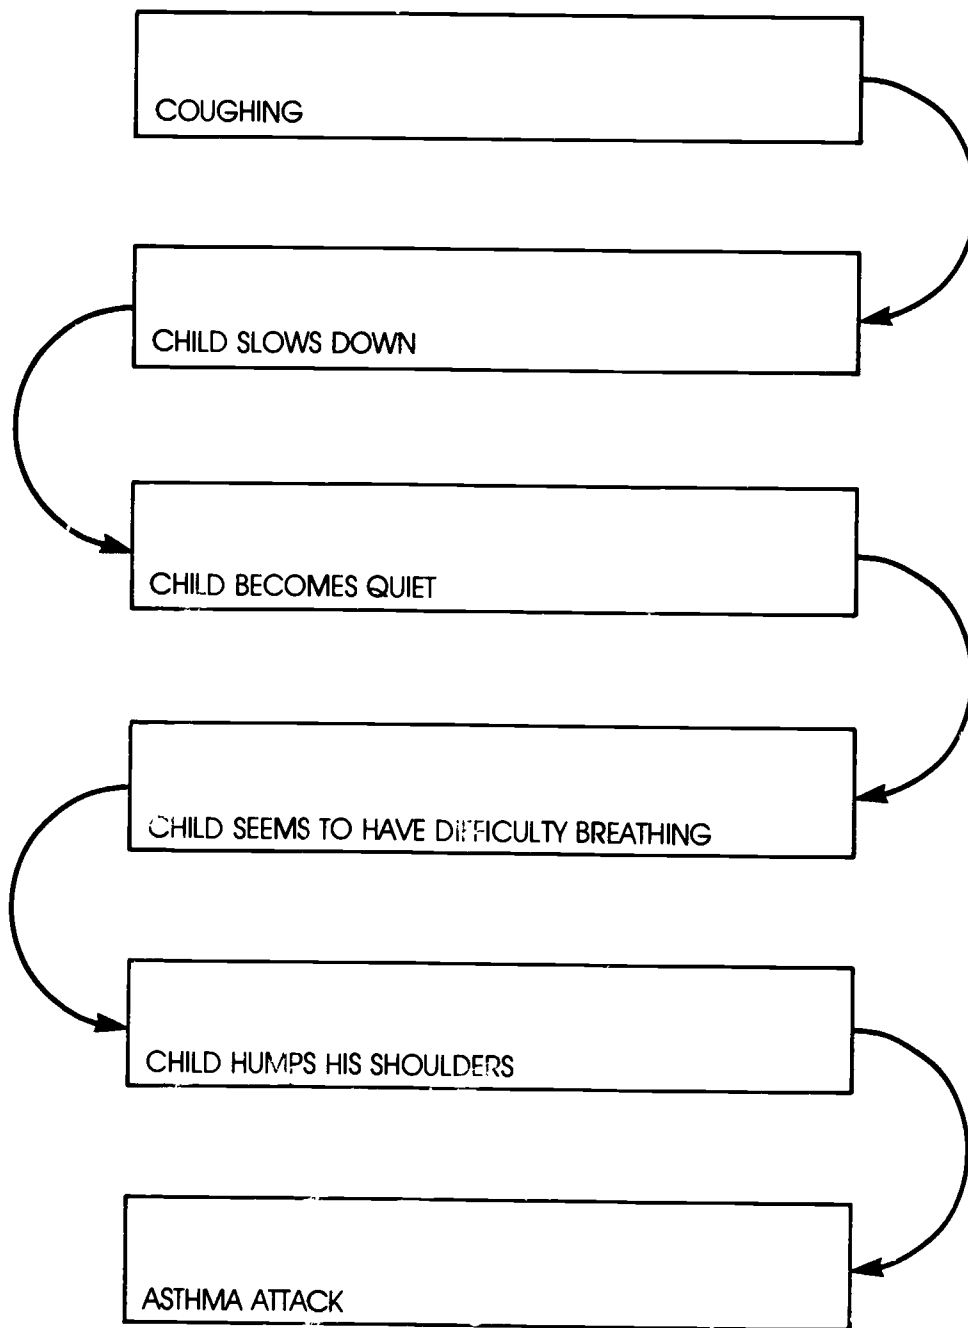 COUGHING
CHILD SLOWS DOWN
CHILD BECOMES QUIET
CHILD SEEMS TO HAVE DIFFICULTY BREATHING
CHILD HUMPS HIS SHOULDERS
ASTHMA ATTACK